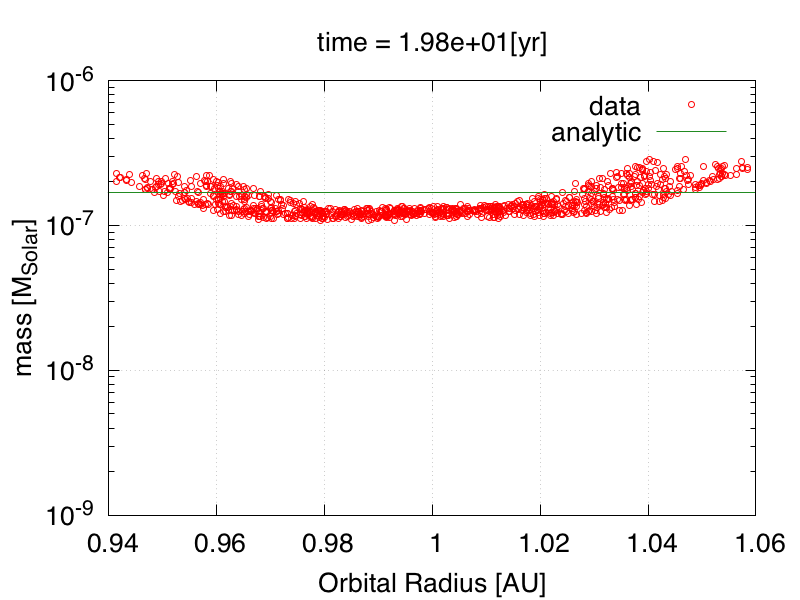 time = 1.98e+01[yr]
data
analytic
10-6
10-7
10-8
10-9
mass [MSolar]
0.94 0.96 0.98 1 1.02 1.04 1.06
Orbital Radius [AU]